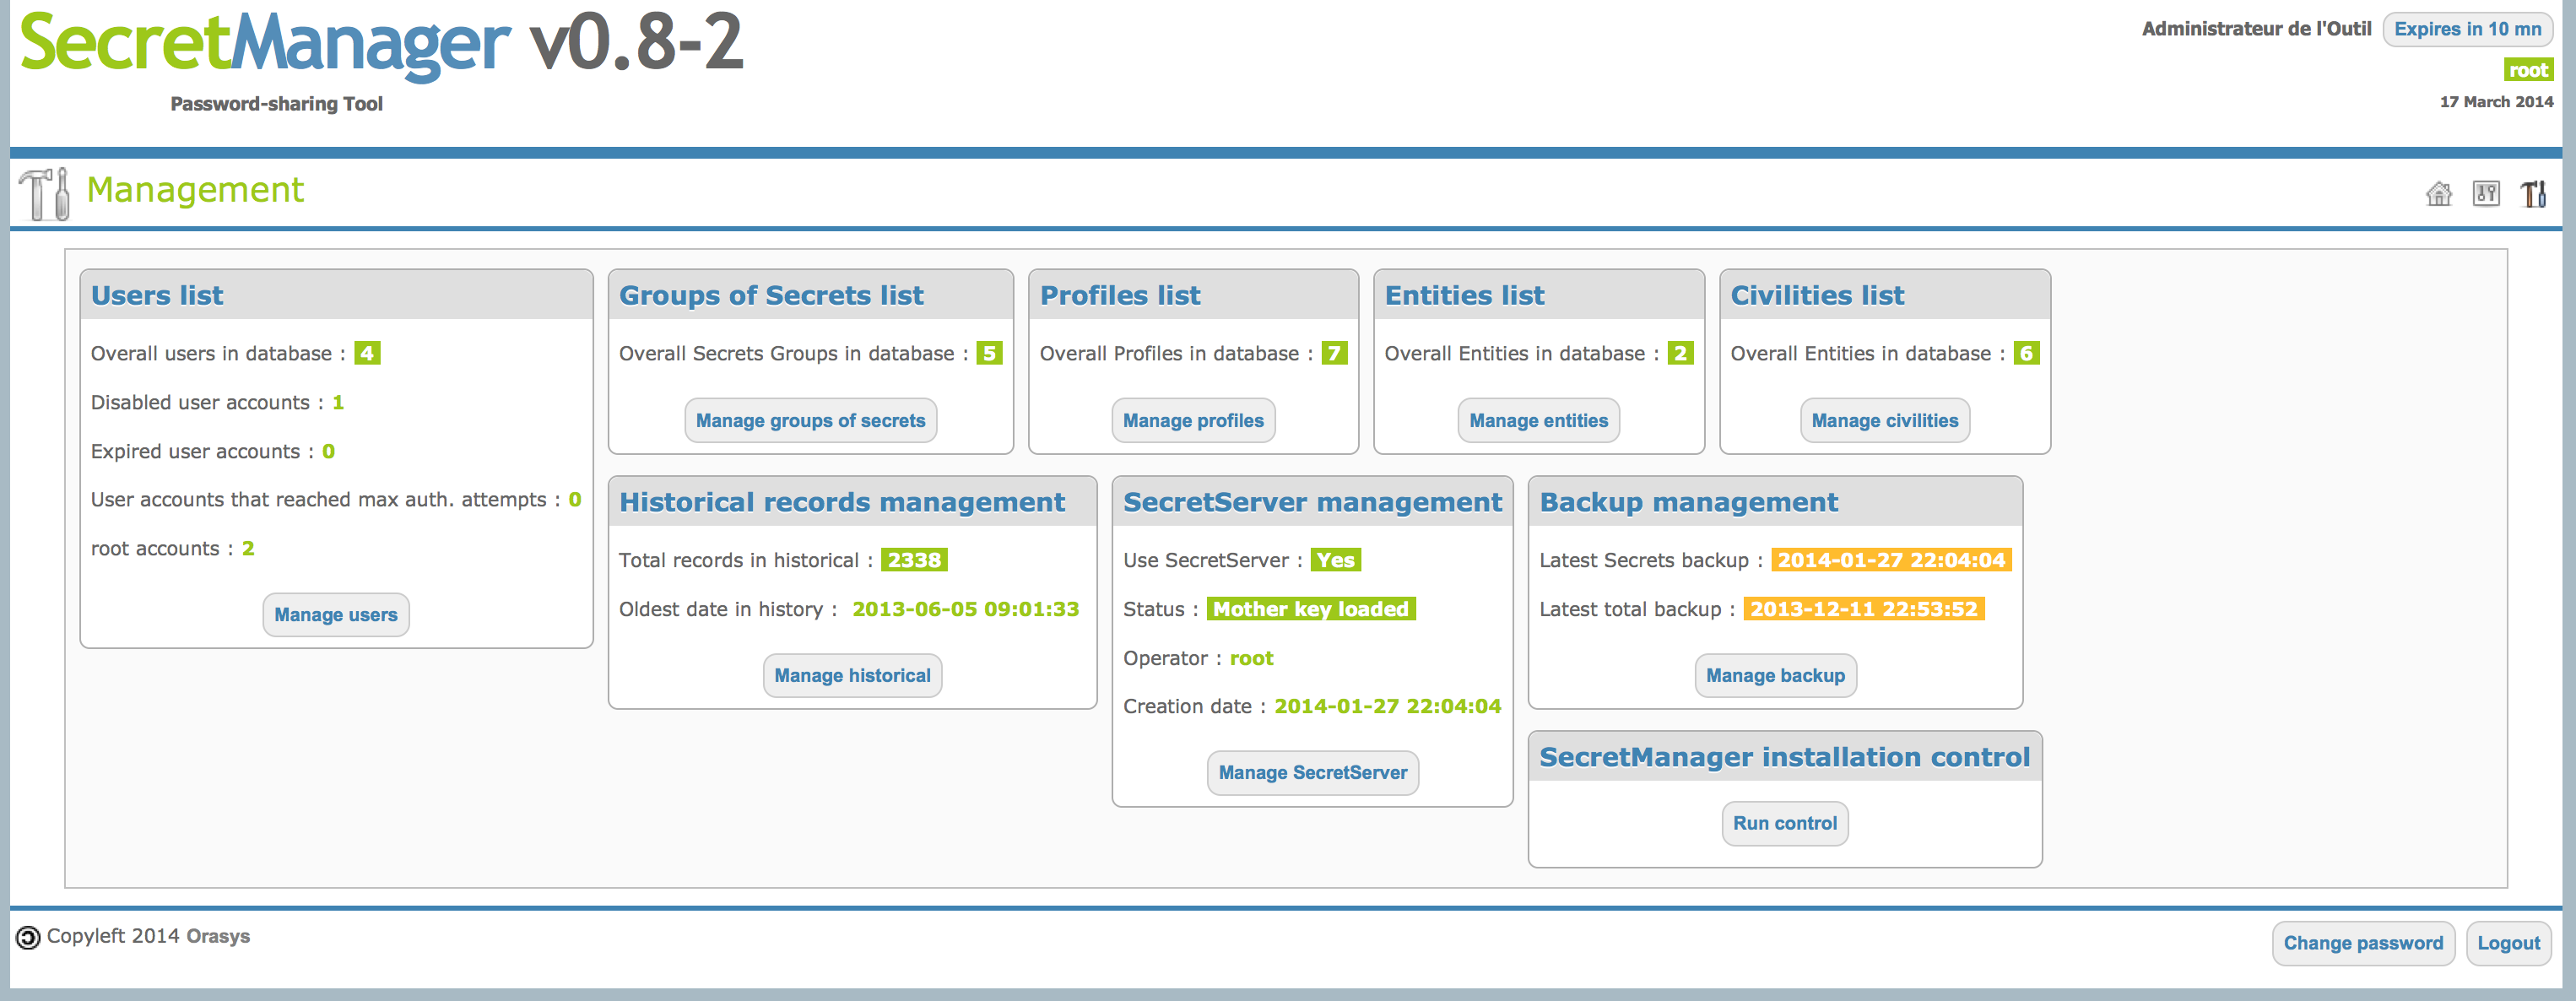 SecretManager v0.8-2
Password-sharing Tool
Administrateur de l'Outil Expires in 10 mn
root
17 March 2014
Management
Users list
Overall users in database : 4
Disabled user accounts : 1
Expired user accounts : 0
User accounts that reached max auth. attempts : 0
root accounts : 2
Manage users
Groups of Secrets list
Overall Secrets Groups in database : 5
Manage groups of secrets
Profiles list
Overall Profiles in database : 7
Manage profiles
Entities list
Overall Entities in database : 2
Manage entities
Civilities list
Overall Entities in database : 6
Manage civilities
Historical records management
Total records in historical : 2338
Oldest date in history : 2013-06-05 09:01:33
Manage historical
SecretServer management
Use SecretServer : Yes
Status : Mother key loaded
Operator : root
Creation date : 2014-01-27 22:04:04
Manage SecretServer
Backup management
Latest Secrets backup : 2014-01-27 22:04:04
Latest total backup : 2013-12-11 22:53:52
Manage backup
SecretManager installation control
Run control
Copyleft 2014 Orasys
Change password Logout